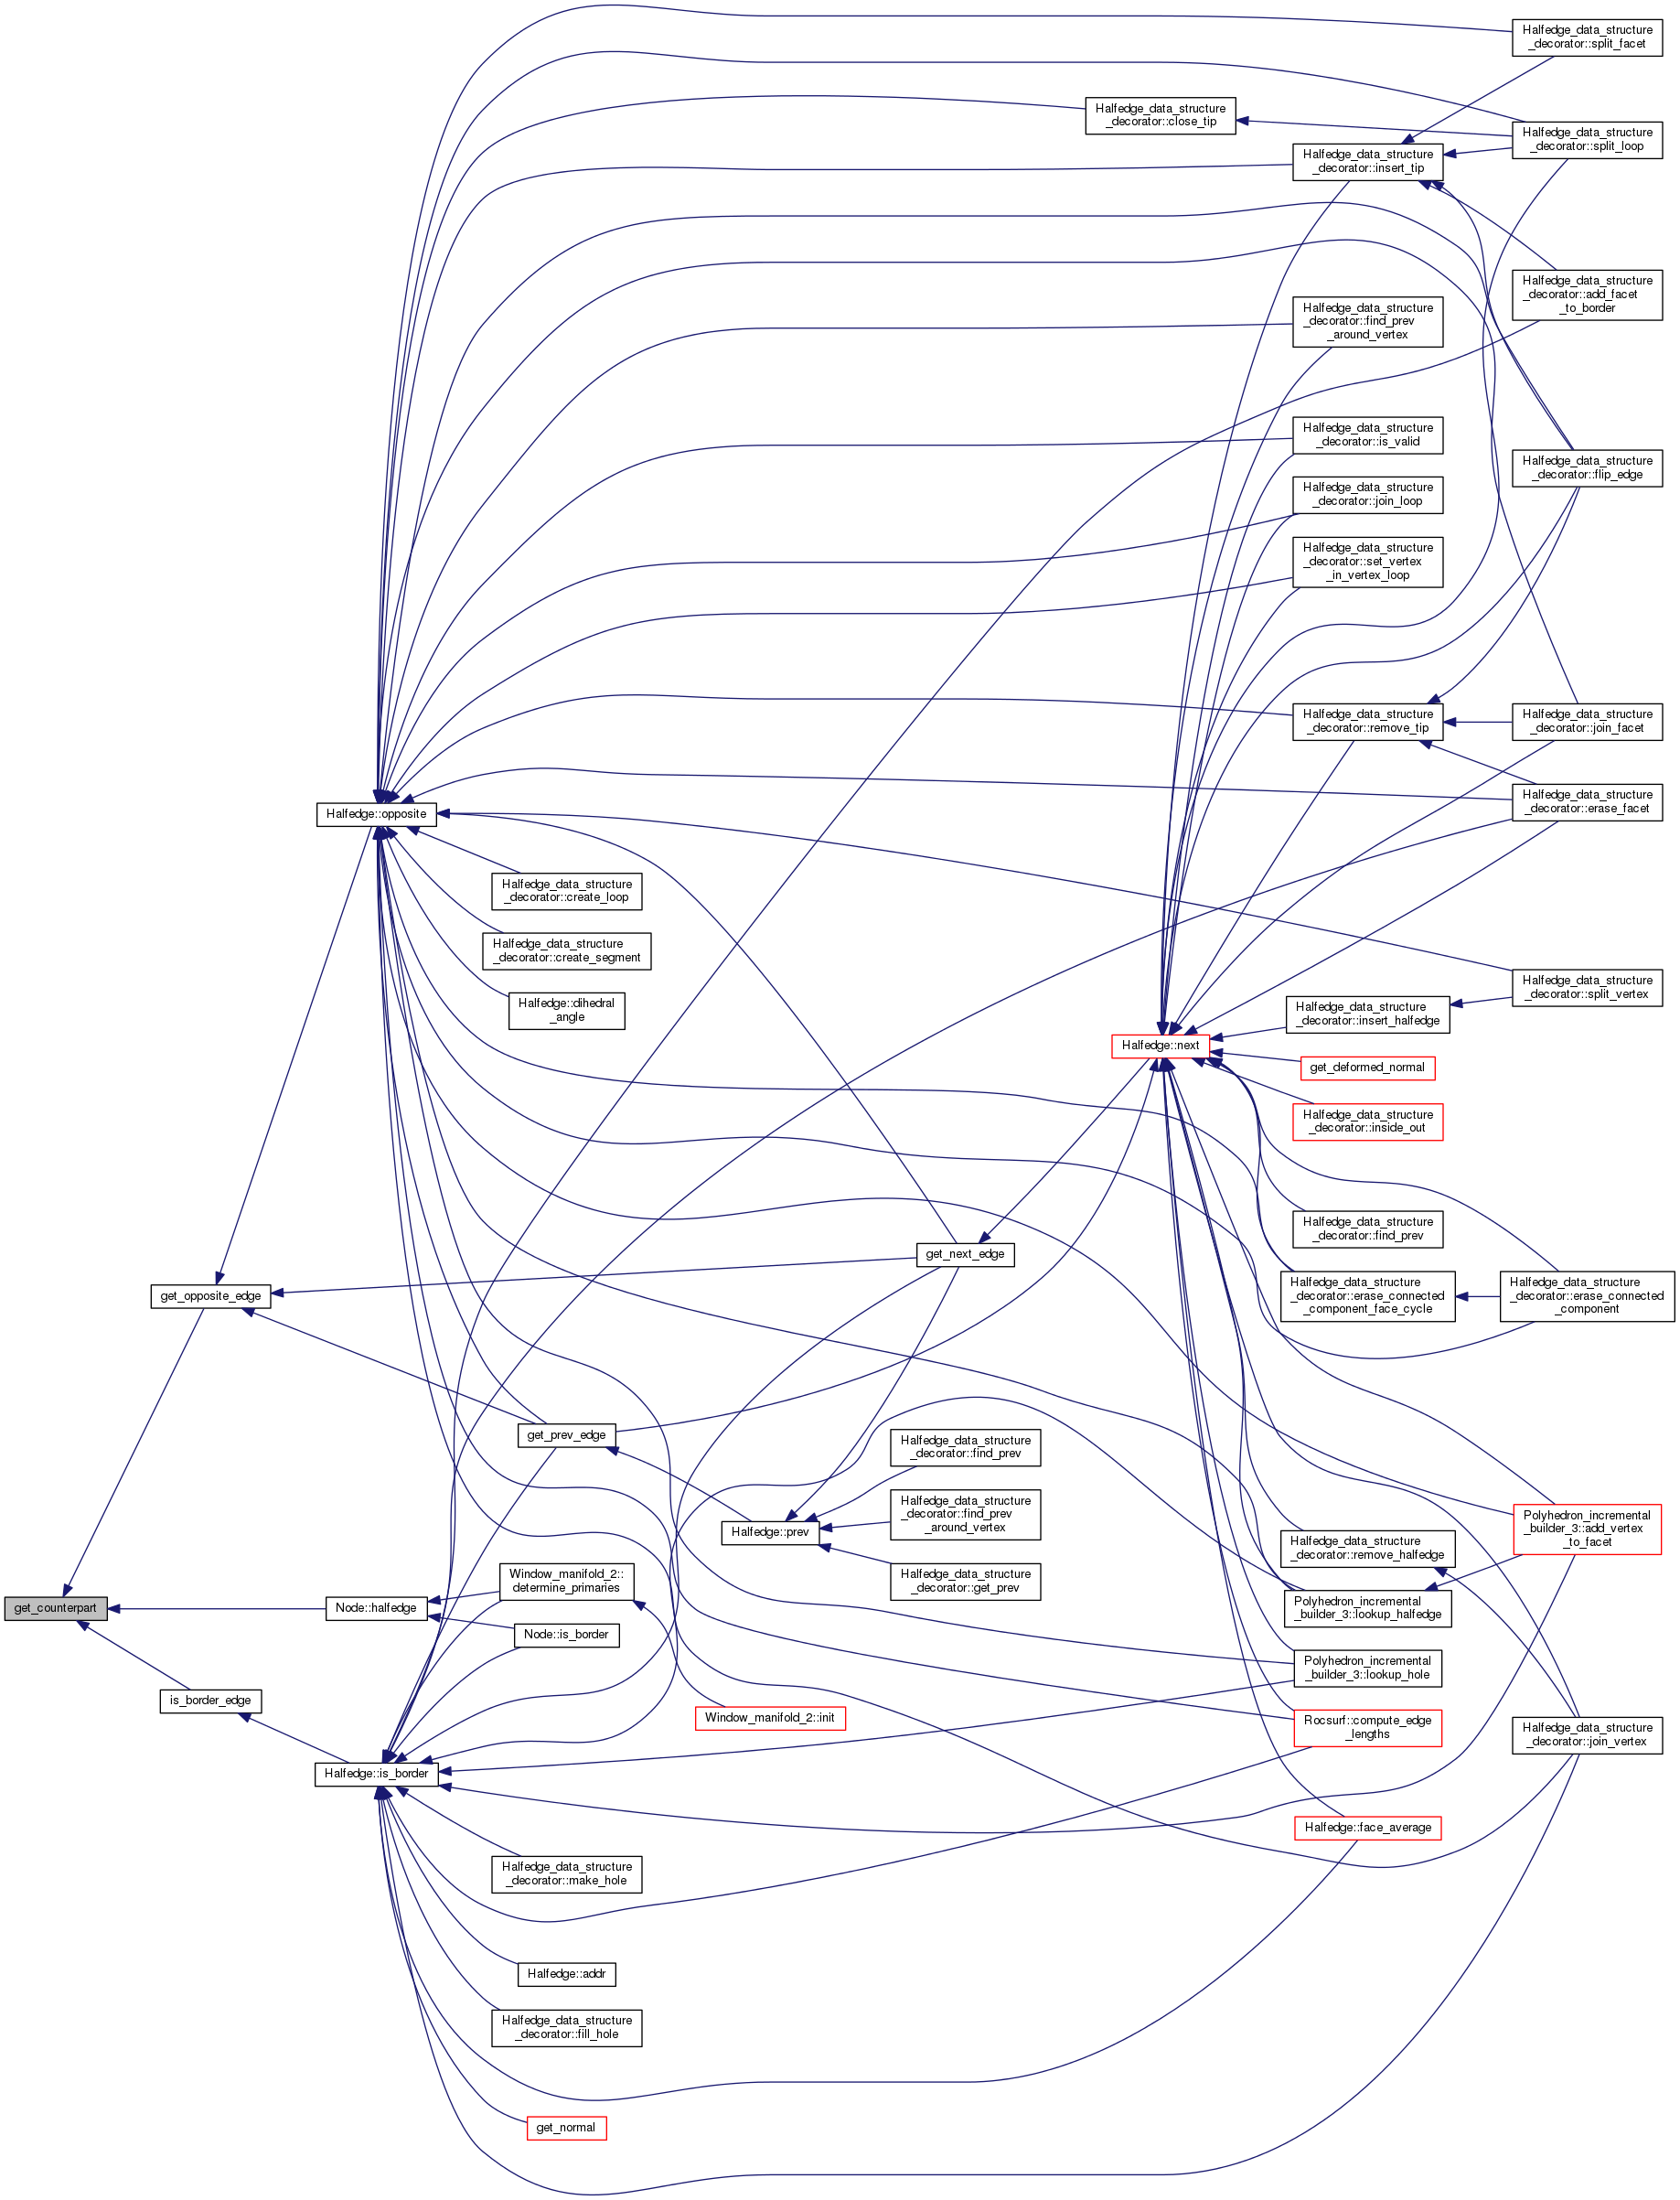 Halfedge_data_structure
_decorator::split_facet
Halfedge_data_structure
_decorator::close_tip
Halfedge_data_structure
_decorator::split_loop
Halfedge_data_structure
_decorator::insert_tip
Halfedge_data_structure
_decorator::add_facet
_to_border
Halfedge_data_structure
_decorator::find_prev
_around_vertex
Halfedge_data_structure
_decorator::is_valid
Halfedge_data_structure
_decorator::flip_edge
Halfedge_data_structure
_decorator::join_loop
Halfedge_data_structure
_decorator::set_vertex
_in_vertex_loop
Halfedge_data_structure
_decorator::remove_tip
Halfedge_data_structure
_decorator::join_facet
Halfedge_data_structure
_decorator::erase_facet
Halfedge::opposite
Halfedge_data_structure
_decorator::create_loop
Halfedge_data_structure
_decorator::create_segment
Halfedge::dihedral
_angle
Halfedge_data_structure
_decorator::split_vertex
Halfedge_data_structure
_decorator::insert_halfedge
Halfedge::next
get_deformed_normal
Halfedge_data_structure
_decorator::inside_out
Halfedge_data_structure
_decorator::find_prev
get_next_edge
get_opposite_edge
Halfedge_data_structure
_decorator::erase_connected
_component_face_cycle
Halfedge_data_structure
_decorator::erase_connected
_component
get_prev_edge
Halfedge_data_structure
_decorator::find_prev
Halfedge_data_structure
_decorator::find_prev
_around_vertex
Halfedge::prev
Halfedge_data_structure
_decorator::get_prev
Polyhedron_incremental
_builder_3::add_vertex
_to_facet
Halfedge_data_structure
_decorator::remove_halfedge
Polyhedron_incremental
_builder_3::lookup_halfedge
get_counterpart
Node::halfedge
Window_manifold_2::
determine_primaries
Node::is_border
Polyhedron_incremental
_builder_3::lookup_hole
is_border_edge
Window_manifold_2::init
Rocsurf::compute_edge
_lengths
Halfedge_data_structure
_decorator::join_vertex
Halfedge::is_border
Halfedge::face_average
Halfedge_data_structure
_decorator::make_hole
Halfedge::addr
Halfedge_data_structure
_decorator::fill_hole
get_normal